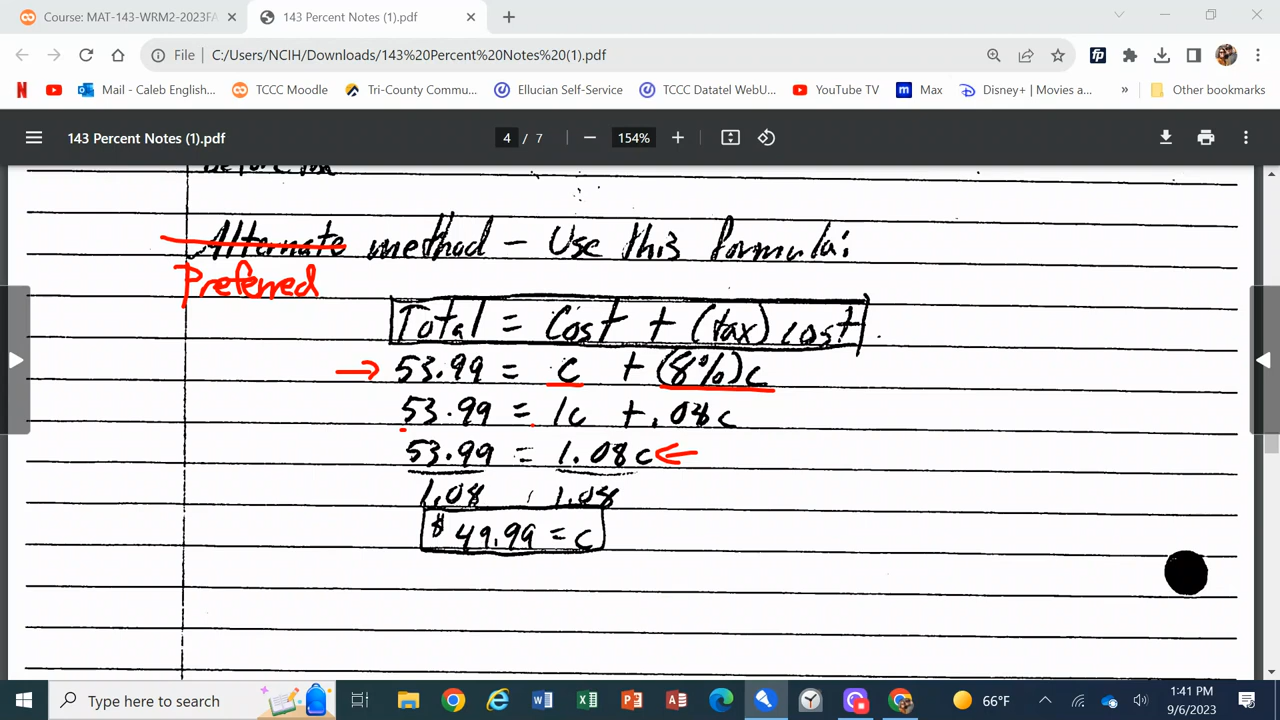 Course: MAT-143-WRM2-2023FA
143 Percent Notes (1).pdf
File C:/Users/NCIH/Downloads/143%20Percent%20Notes%20(1).pdf
Mail - Caleb English... TCCC Moodle Tri-County Commu... Ellucian Self-Service TCCC Datatel WebU... YouTube TV Max Disney+ | Movies a... » Other bookmarks
143 Percent Notes (1).pdf 4 / 7 154%
Alternate method - Use this formula:
Preferred
Total = Cost + (tax) cost
53.99 = c + (8%)c
53.99 = 1c + .08c
53.99 = 1.08c
1.08 1.08
$49.99 = c
Type here to search 66°F 1:41 PM
9/6/2023